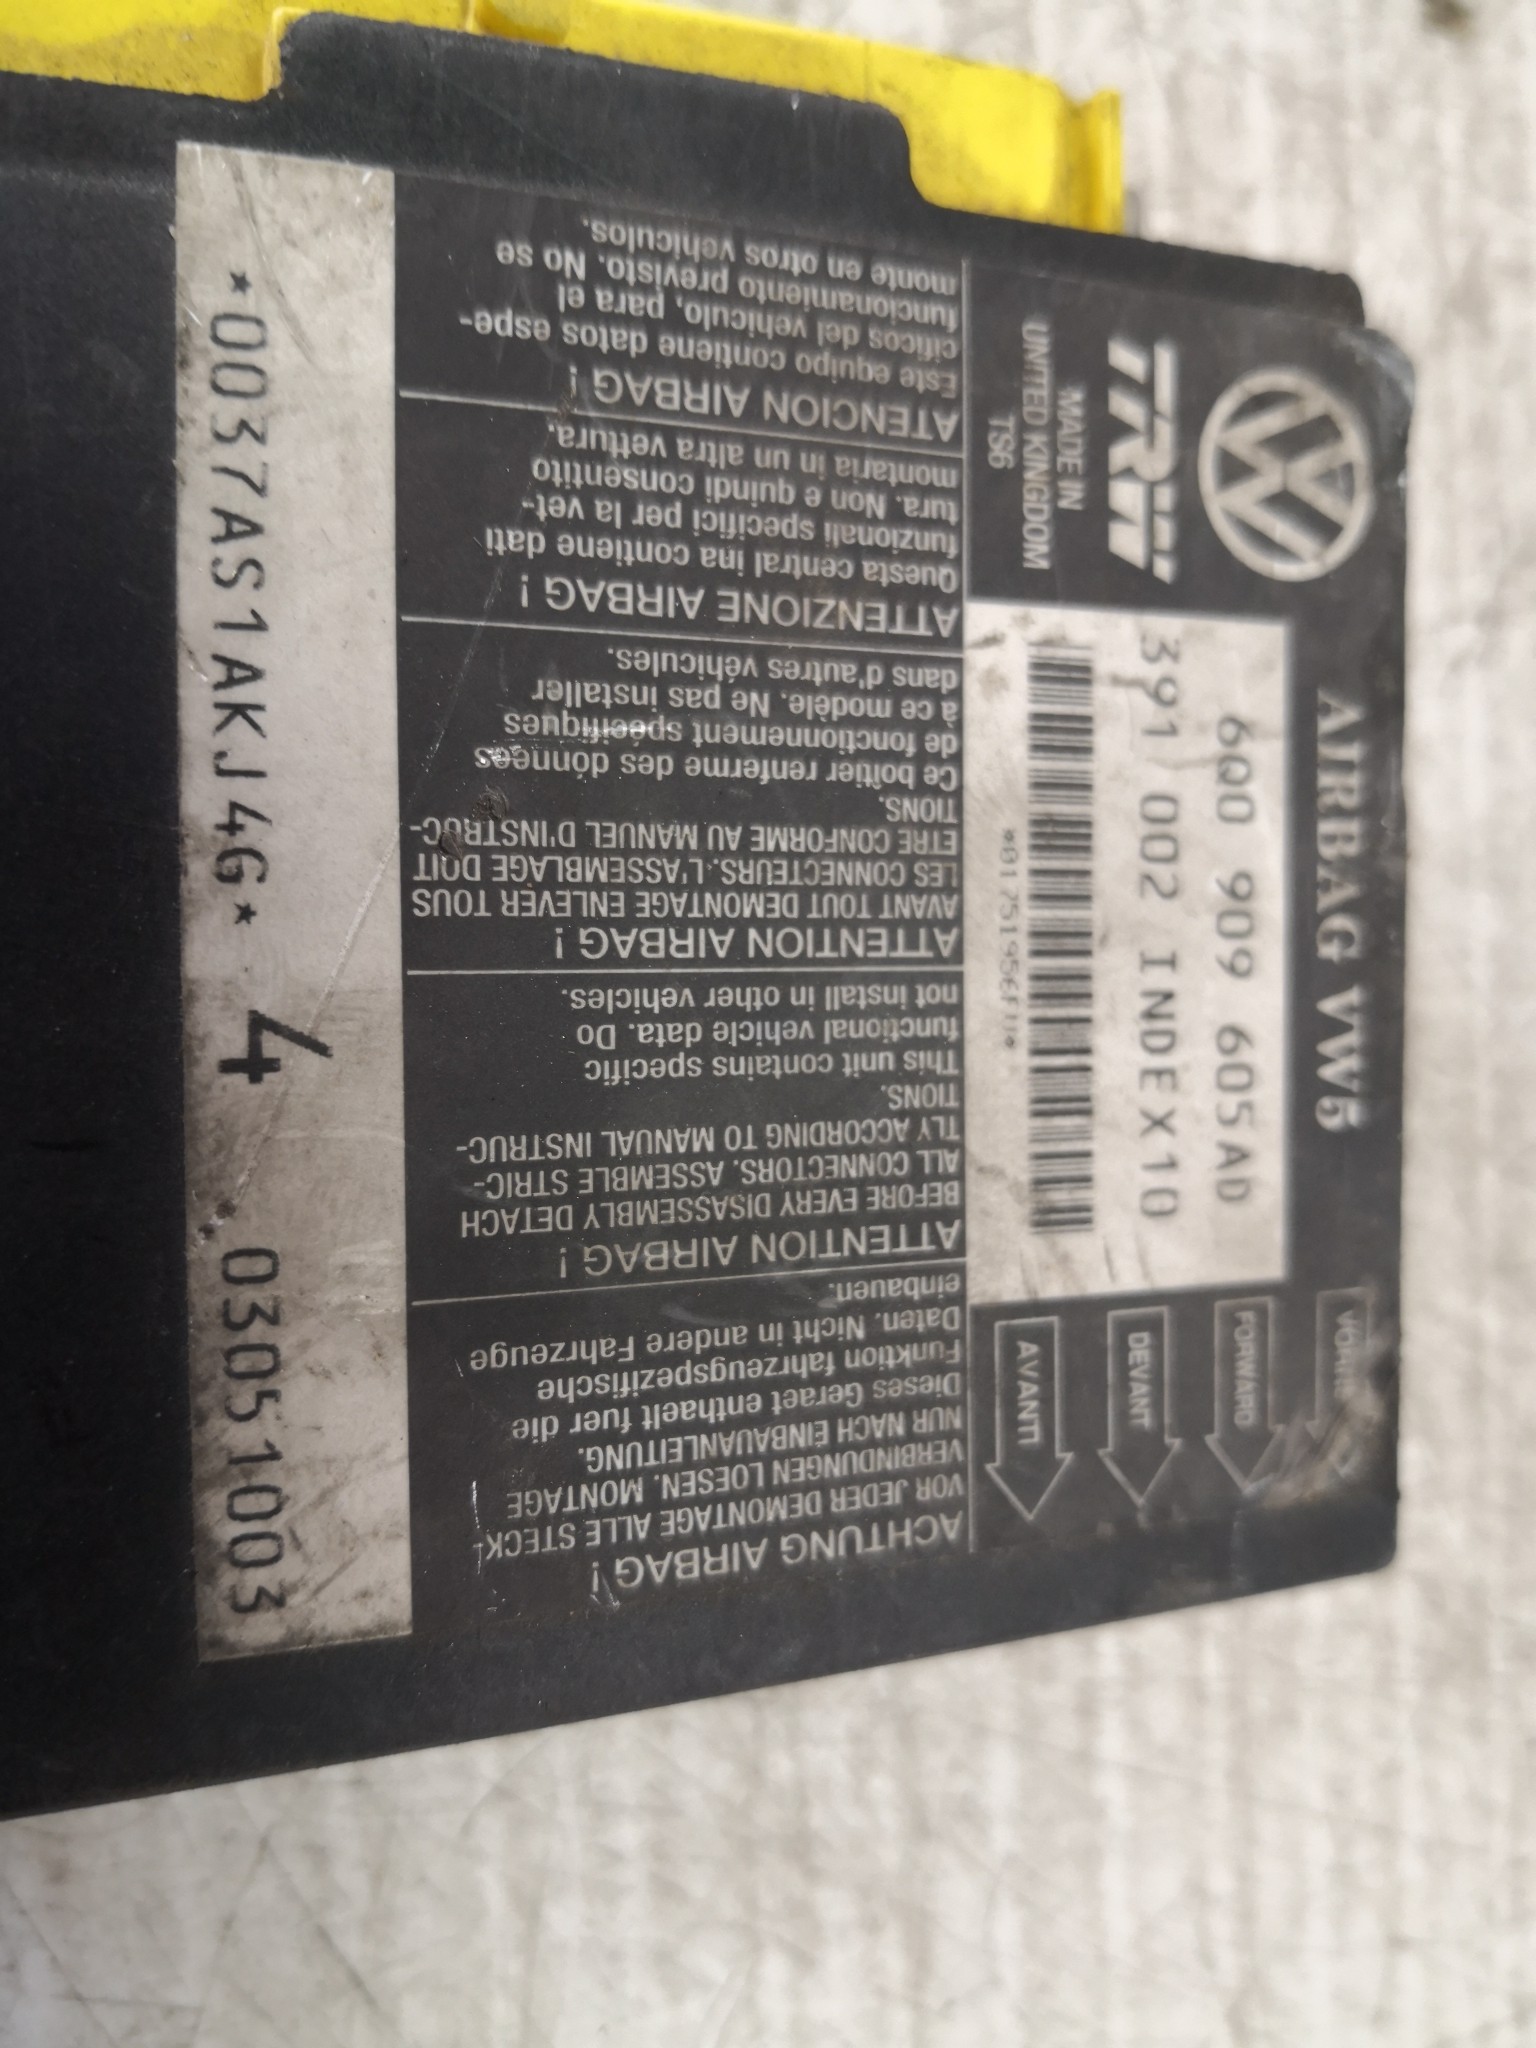 AIRBAG VW5
6Q0 909 605AD
391 002 INDEX10
TRW
MADE IN
UNITED KINGDOM
TS6
FORWARD
DEVANT
AVANTI
ACHTUNG AIRBAG !
VOR JEDER DEMONTAGE ALLE STECK-
VERBINDUNGEN LOESEN. MONTAGE
NUR NACH EINBAUANLEITUNG.
Dieses Geraet enthaelt fuer die
Funktion fahrzeugspezifische
Daten. Nicht in andere Fahrzeuge
einbauen.
ATTENTION AIRBAG !
BEFORE EVERY DISASSEMBLY DETACH
ALL CONNECTORS. ASSEMBLE STRIC-
TLY ACCORDING TO MANUAL INSTRUC-
TIONS.
This unit contains specific
functional vehicle data. Do
not install in other vehicles.
ATTENTION AIRBAG !
AVANT TOUT DEMONTAGE ENLEVER TOUS
LES CONNECTEURS. L'ASSEMBLAGE DOIT
ETRE CONFORME AU MANUEL D'INSTRUC-
TIONS.
Ce boîtier renferme des dónnees
de fonctionnement spécifiques
à ce modèle. Ne pas installer
dans d'autres véhicules.
ATTENZIONE AIRBAG !
Questa central ina contiene dati
funzionali specifici per la vet-
tura. Non e quindi consentito
montaria in un altra vettura.
ATENCION AIRBAG !
Este equipo contiene datos espe-
cificos del vehiculo, para el
funcionamiento previsto. No se
monte en otros vehiculos.
*0037AS1AKJ4G* 4 03051003